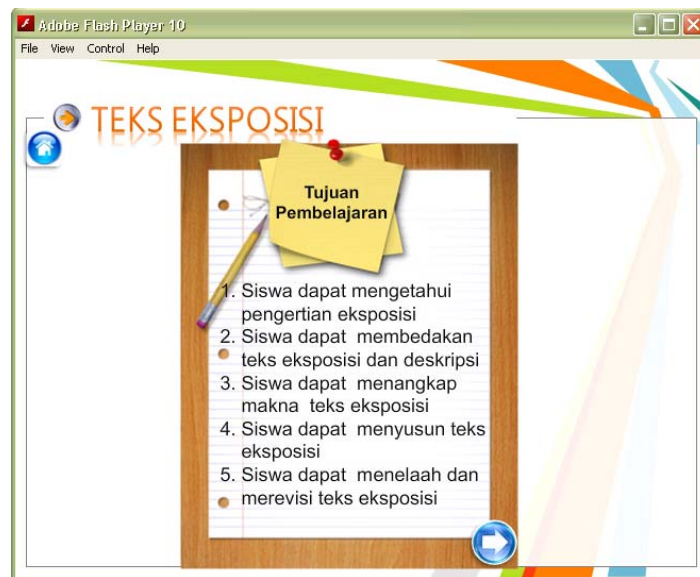 Adobe Flash Player 10
File View Control Help
TEKS EKSPOSISI
Tujuan
Pembelajaran
1. Siswa dapat mengetahui
pengertian eksposisi
2. Siswa dapat membedakan
teks eksposisi dan deskripsi
3. Siswa dapat menangkap
makna teks eksposisi
4. Siswa dapat menyusun teks
eksposisi
5. Siswa dapat menelaah dan
merevisi teks eksposisi